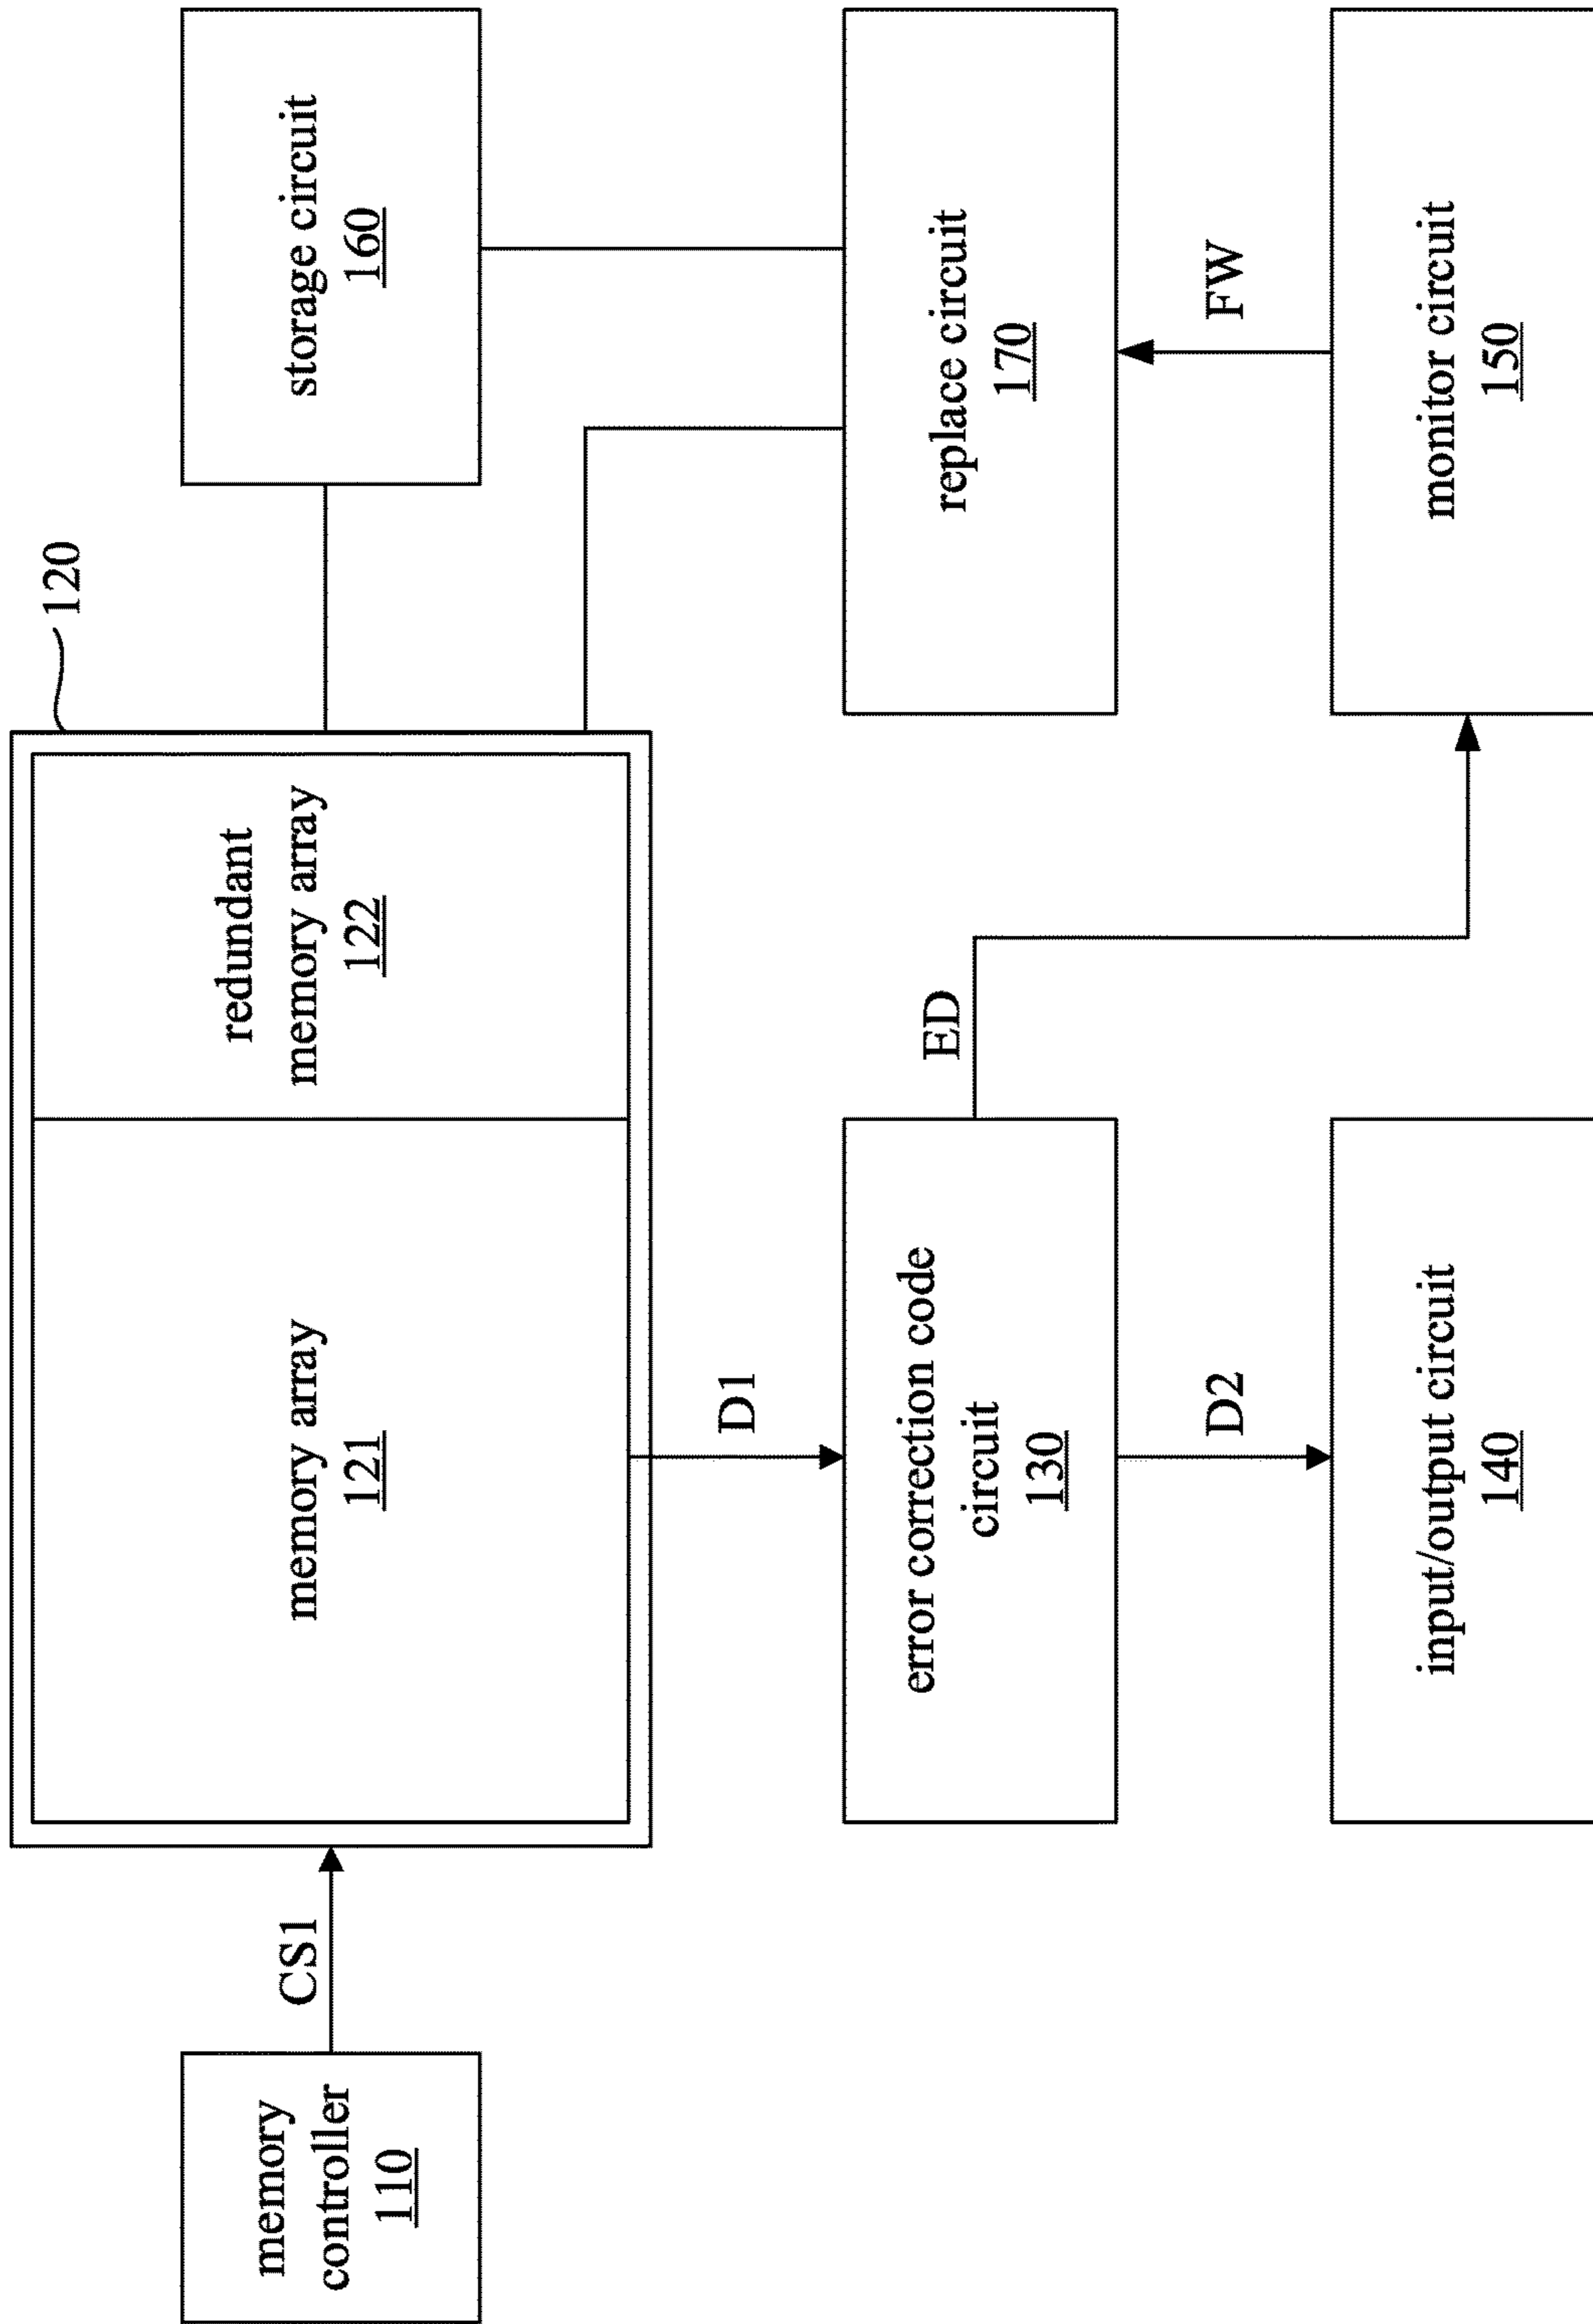 120
memory
controller
110
CS1
memory array
121
redundant
memory array
122
storage circuit
160
D1
ED
error correction code
circuit
130
replace circuit
170
D2
FW
input/output circuit
140
monitor circuit
150